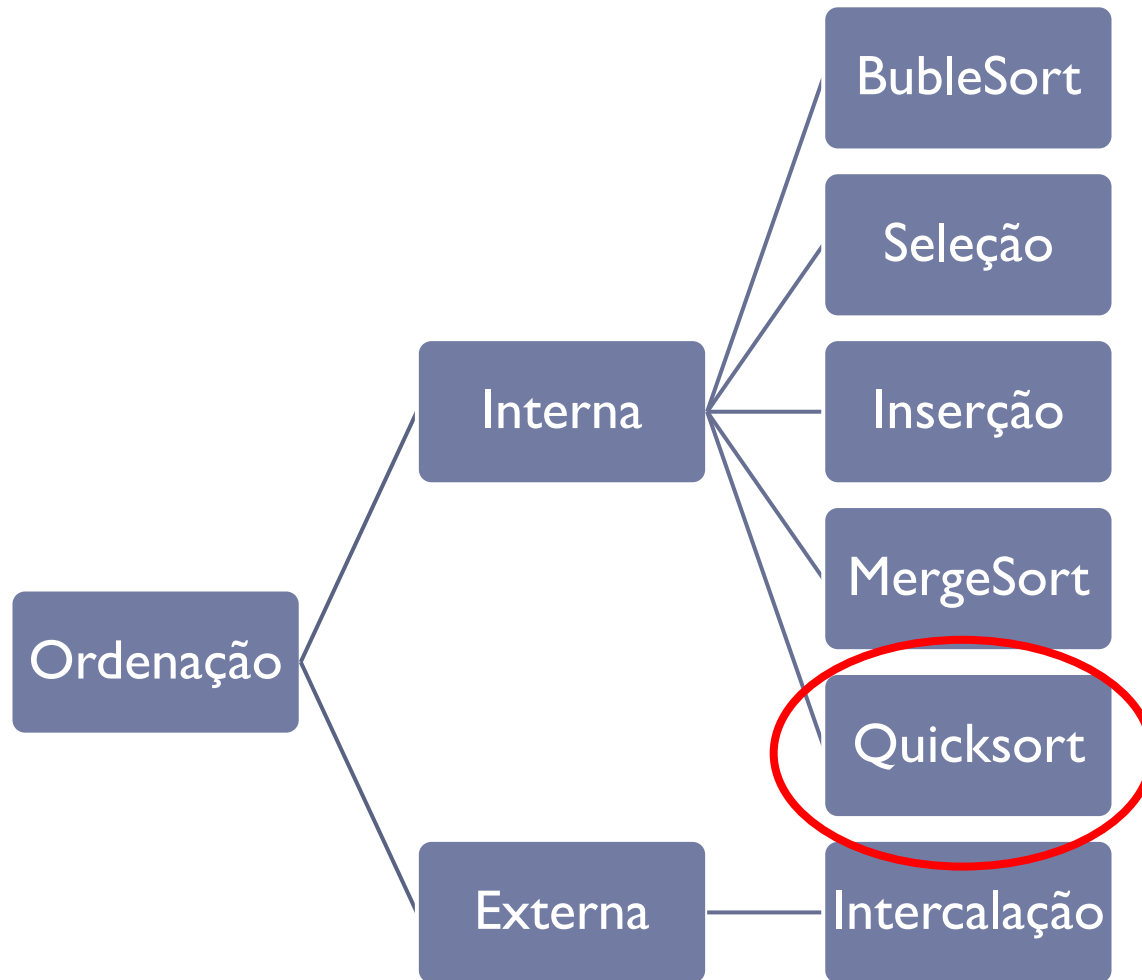 BubleSort
Seleção
Interna
Inserção
MergeSort
Ordenação
Quicksort
Externa
Intercalação